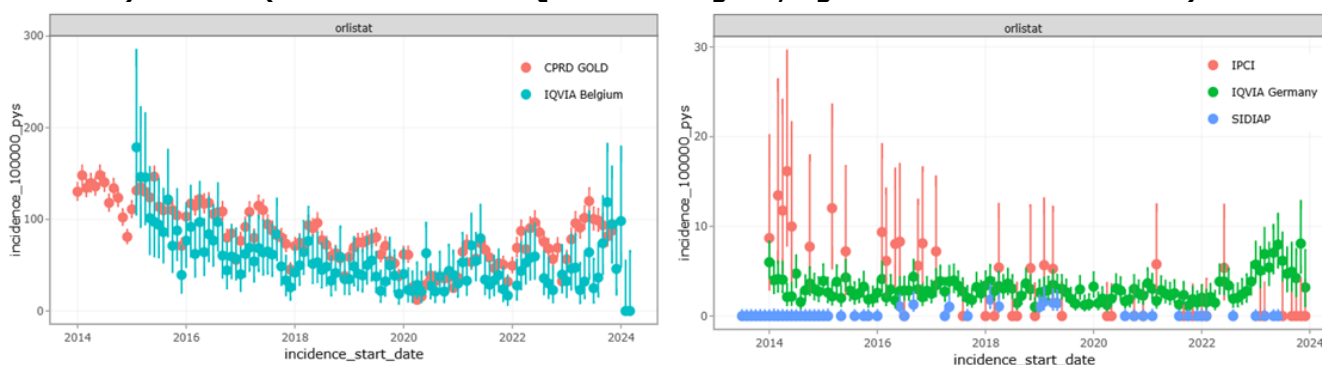 orlistat
300
200
100
0
incidence_100000_pys
CPRD GOLD
IQVIA Belgium
2014 2016 2018 2020 2022 2024
incidence_start_date
orlistat
30
20
10
0
incidence_100000_pys
IPCI
IQVIA Germany
SIDIAP
2014 2016 2018 2020 2022 2024
incidence_start_date